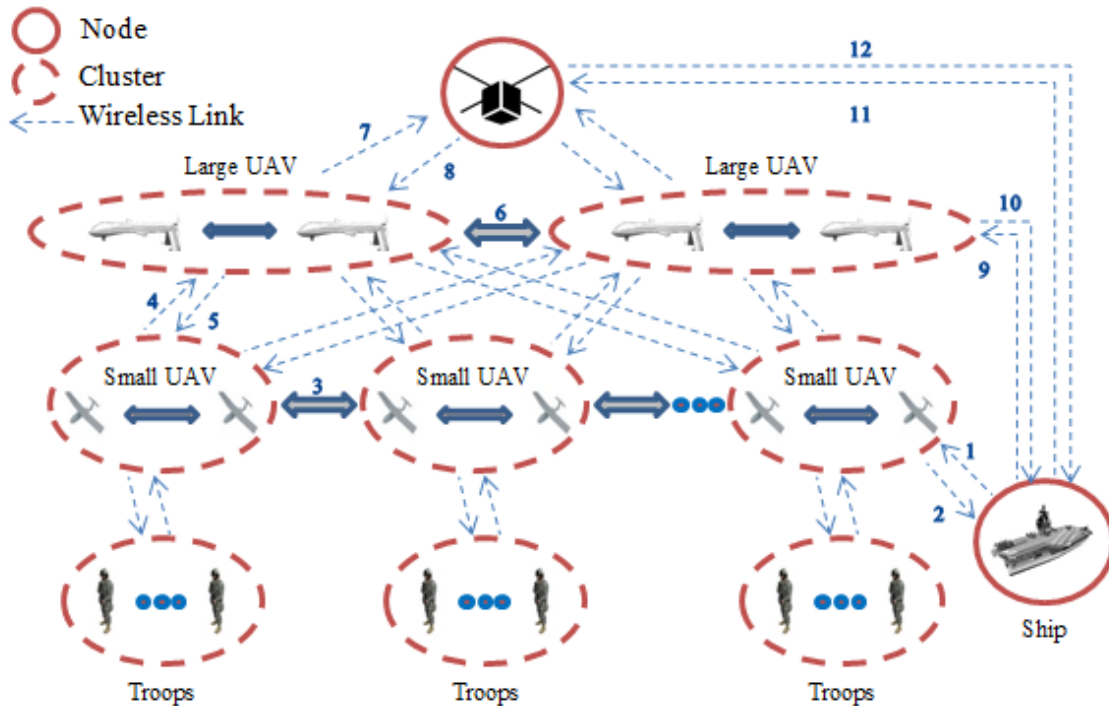 Node
Cluster
Wireless Link
12
11
7
8
Large UAV
Large UAV
6
10
9
4
5
Small UAV
Small UAV
Small UAV
3
1
2
Ship
Troops
Troops
Troops